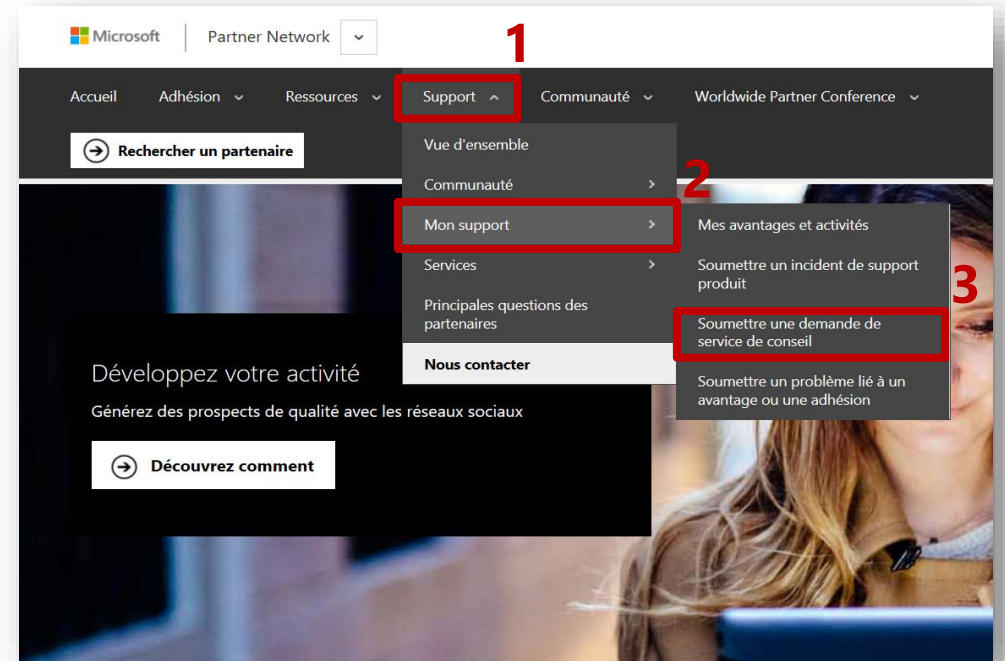 Microsoft Partner Network
1
Accueil Adhésion Ressources Support Communauté Worldwide Partner Conference
Rechercher un partenaire
Vue d'ensemble
Communauté
2
Mon support
Services
Principales questions des
partenaires
Nous contacter
Mes avantages et activités
Soumettre un incident de support
produit
3
Soumettre une demande de
service de conseil
Soumettre un problème lié à un
avantage ou une adhésion
Développez votre activité
Générez des prospects de qualité avec les réseaux sociaux
Découvrez comment